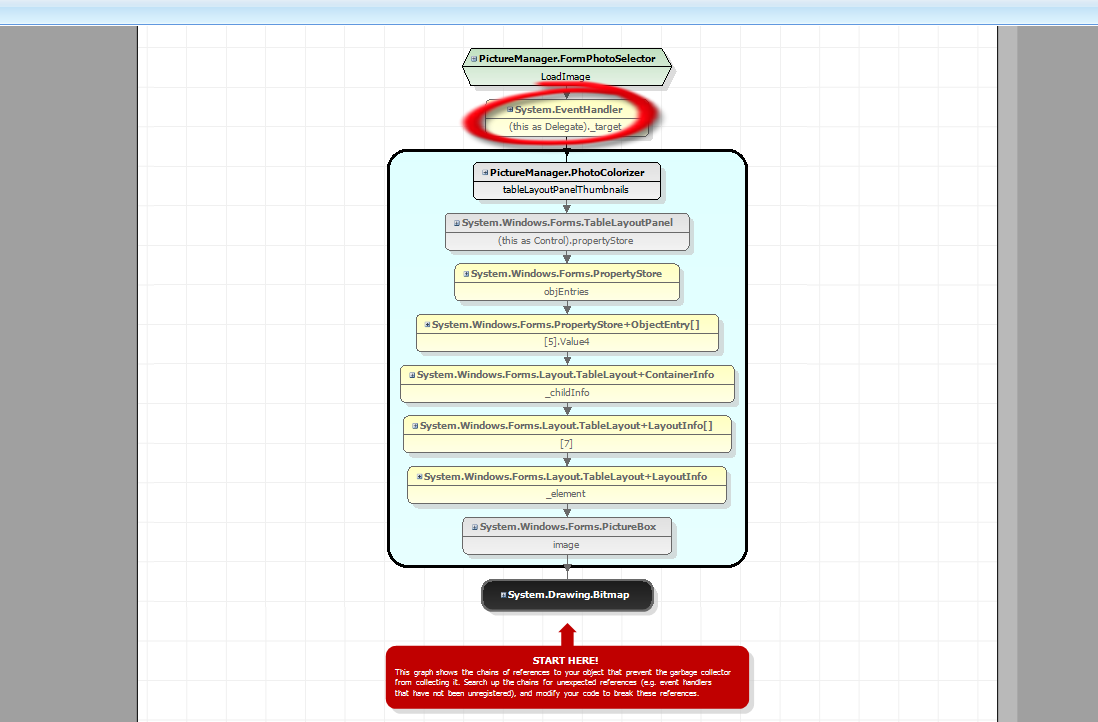 PictureManager.FormPhotoSelector
LoadImage
System.EventHandler
(this as Delegate)._target
PictureManager.PhotoColorizer
tableLayoutPanelThumbnails
System.Windows.Forms.TableLayoutPanel
(this as Control).propertyStore
System.Windows.Forms.PropertyStore
objEntries
System.Windows.Forms.PropertyStore+ObjectEntry[]
[5].Value4
System.Windows.Forms.Layout.TableLayout+ContainerInfo
_childInfo
System.Windows.Forms.Layout.TableLayout+LayoutInfo[]
[7]
System.Windows.Forms.Layout.TableLayout+LayoutInfo
_element
System.Windows.Forms.PictureBox
image
System.Drawing.Bitmap
START HERE!
This graph shows the chains of references to your object that prevent the garbage collector
from collecting it. Search up the chains for unexpected references (e.g. event handlers
that have not been unregistered), and modify your code to break these references.